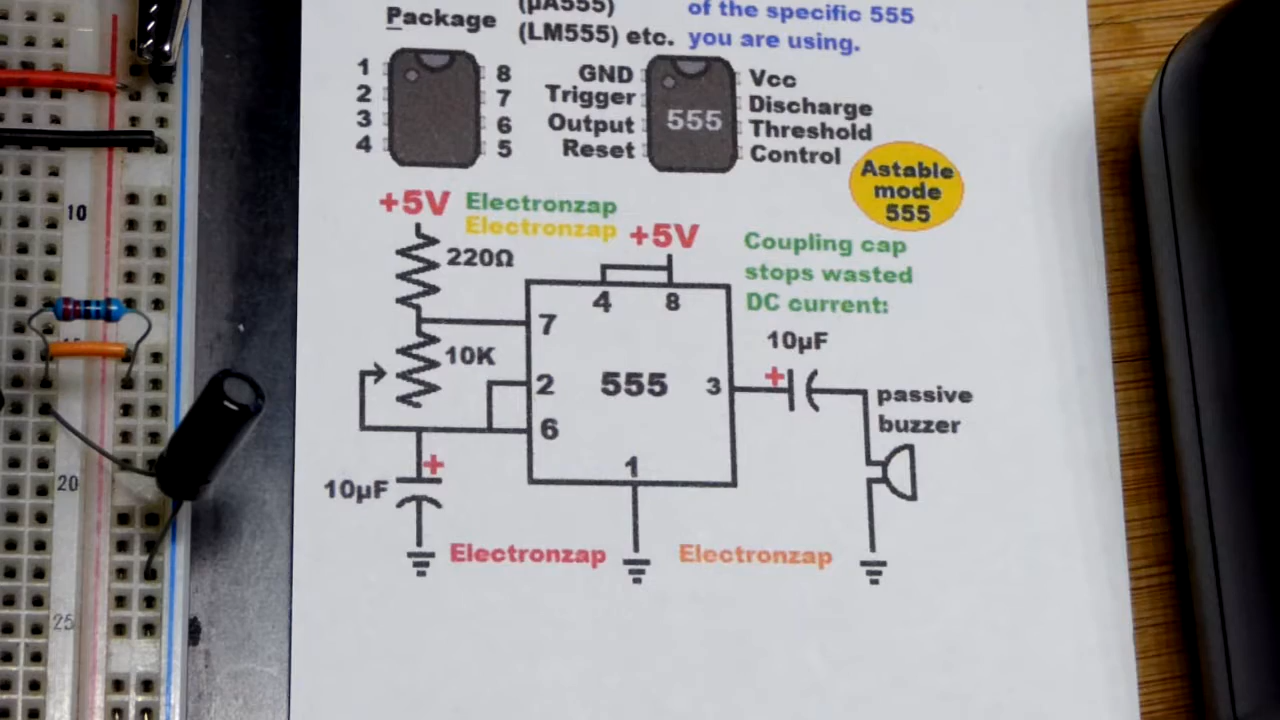 (µA555)
of the specific 555
Package
(LM555) etc.
you are using.
1
8
GND
Vcc
2
7
Trigger
Discharge
3
6
Output
555
Threshold
4
5
Reset
Control
Astable
mode
555
+5V
Electronzap
Electronzap
+5V
Coupling cap
stops wasted
DC current:
220Ω
4
8
7
10µF
10K
2
555
3
+
passive
buzzer
6
+
1
10µF
Electronzap
Electronzap
10
20
25